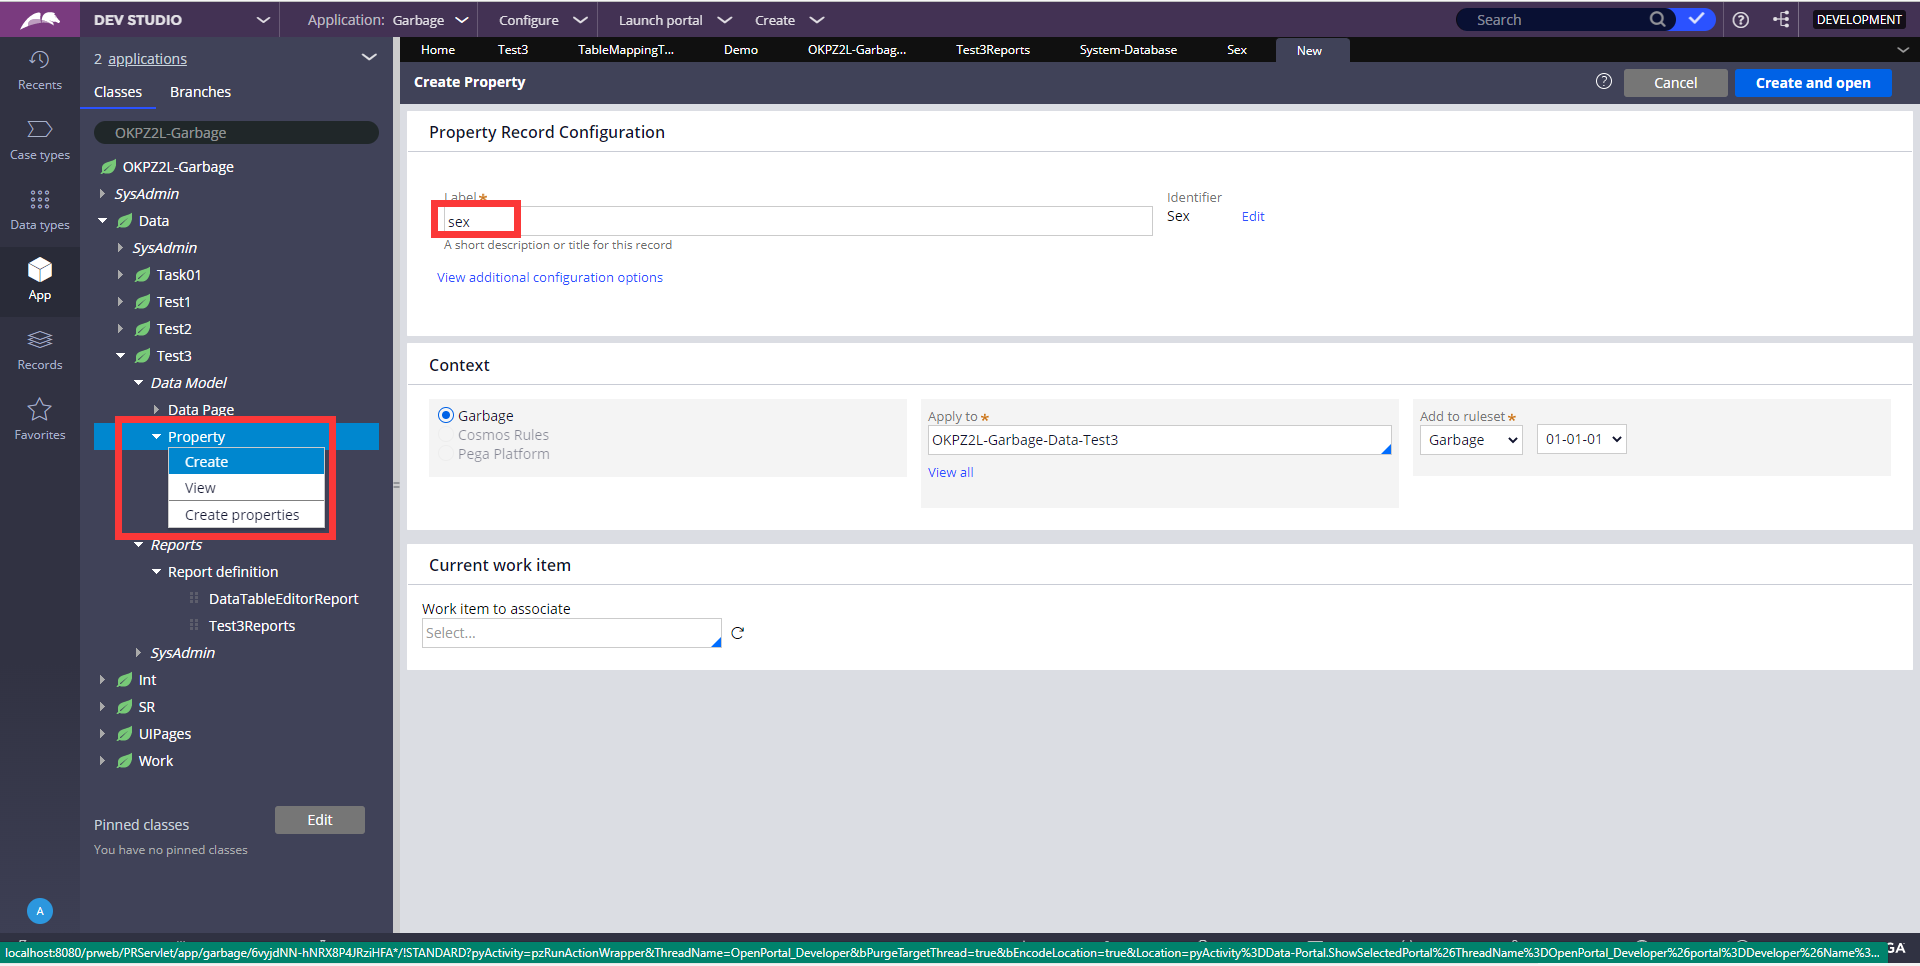 DEV STUDIO
Application: Garbage
Configure
Launch portal
Create
Search
DEVELOPMENT
Recents
Case types
Data types
App
Records
Favorites
A
2 applications
Classes
Branches
OKPZ2L-Garbage
OKPZ2L-Garbage
SysAdmin
Data
SysAdmin
Task01
Test1
Test2
Test3
Data Model
Data Page
Property
Create
View
Create properties
Reports
Report definition
DataTableEditorReport
Test3Reports
SysAdmin
Int
SR
UIPages
Work
Pinned classes
Edit
You have no pinned classes
Home
Test3
TableMappingT...
Demo
OKPZ2L-Garbag...
Test3Reports
System-Database
Sex
New
Create Property
Cancel
Create and open
Property Record Configuration
Label*
sex
A short description or title for this record
Identifier
Sex
Edit
View additional configuration options
Context
Garbage
Cosmos Rules
Pega Platform
Apply to *
OKPZ2L-Garbage-Data-Test3
View all
Add to ruleset *
Garbage
01-01-01
Current work item
Work item to associate
Select...
localhost:8080/prweb/PRServlet/app/garbage/6vyjdNN-hNRX8P4JRziHFA*/!STANDARD?pyActivity=pzRunActionWrapper&ThreadName=OpenPortal_Developer&bPurgeTargetThread=true&bEncodeLocation=true&Location=pyActivity%3DData-Portal.ShowSelectedPortal%26ThreadName%3DOpenPortal_Developer%26portal%3DDeveloper%26Name%3...
GA